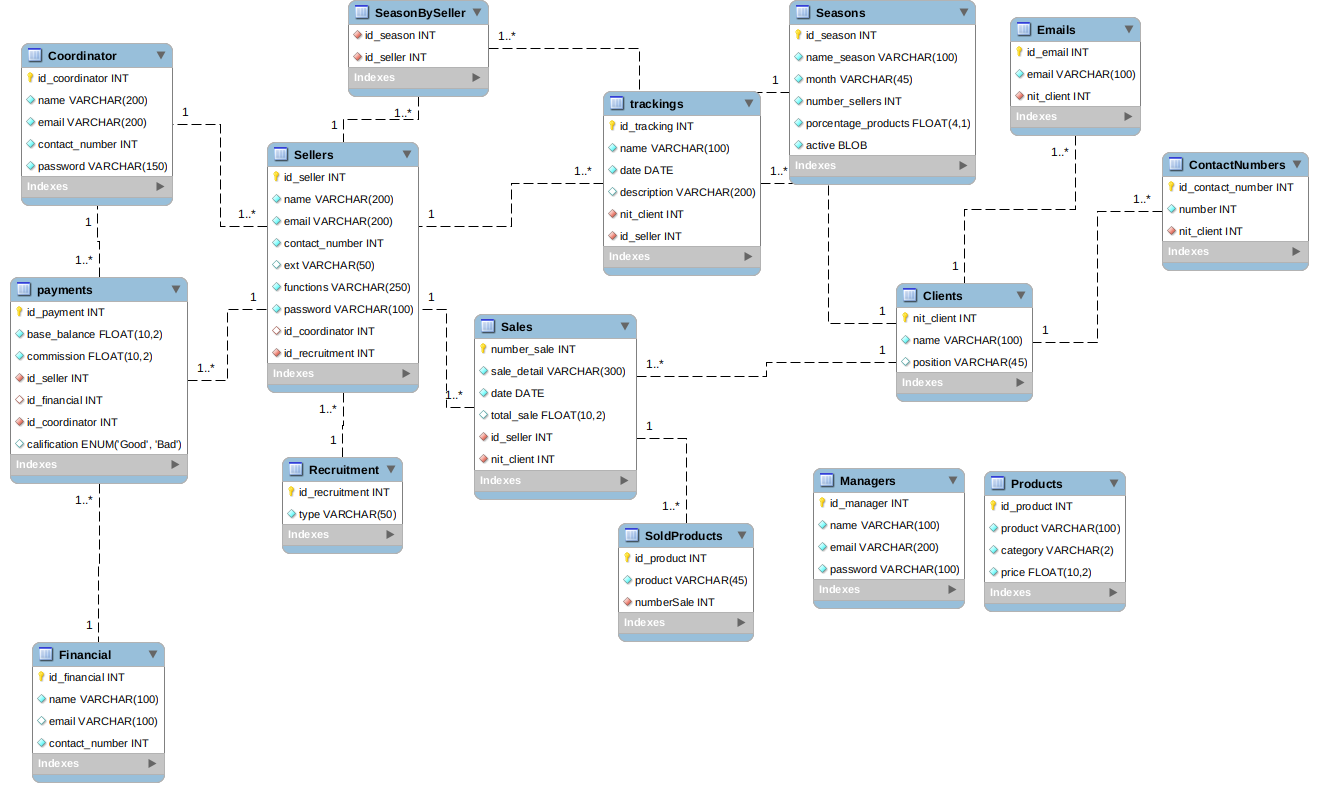 SeasonBySeller
id_season INT
id_seller INT
Indexes
1..*
1..*
1
Seasons
id_season INT
name_season VARCHAR(100)
month VARCHAR(45)
number_sellers INT
porcentage_products FLOAT(4,1)
active BLOB
Indexes
1
1..*
Emails
id_email INT
email VARCHAR(100)
nit_client INT
Indexes
1..*
1
Coordinator
id_coordinator INT
name VARCHAR(200)
email VARCHAR(200)
contact_number INT
password VARCHAR(150)
Indexes
1
1..*
1
1..*
trackings
id_tracking INT
name VARCHAR(100)
date DATE
description VARCHAR(200)
nit_client INT
id_seller INT
Indexes
1..*
1
Sellers
id_seller INT
name VARCHAR(200)
email VARCHAR(200)
contact_number INT
ext VARCHAR(50)
functions VARCHAR(250)
password VARCHAR(100)
id_coordinator INT
id_recruitment INT
Indexes
1
1..*
1..*
1
ContactNumbers
id_contact_number INT
number INT
nit_client INT
Indexes
1..*
1
payments
id_payment INT
base_balance FLOAT(10,2)
commission FLOAT(10,2)
id_seller INT
id_financial INT
id_coordinator INT
calification ENUM('Good', 'Bad')
Indexes
1
1..*
1..*
1
Clients
nit_client INT
name VARCHAR(100)
position VARCHAR(45)
Indexes
1
1
1..*
Sales
number_sale INT
sale_detail VARCHAR(300)
date DATE
total_sale FLOAT(10,2)
id_seller INT
nit_client INT
Indexes
1
1..*
Recruitment
id_recruitment INT
type VARCHAR(50)
Indexes
SoldProducts
id_product INT
product VARCHAR(45)
numberSale INT
Indexes
Managers
id_manager INT
name VARCHAR(100)
email VARCHAR(200)
password VARCHAR(100)
Indexes
Products
id_product INT
product VARCHAR(100)
category VARCHAR(2)
price FLOAT(10,2)
Indexes
Financial
id_financial INT
name VARCHAR(100)
email VARCHAR(100)
contact_number INT
Indexes